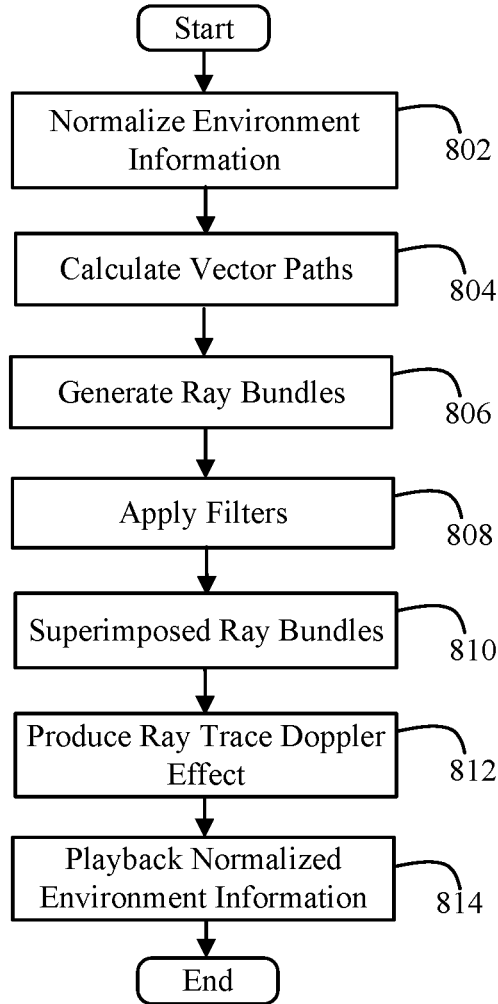 Start
Normalize Environment
Information
802
Calculate Vector Paths
804
Generate Ray Bundles
806
Apply Filters
808
Superimposed Ray Bundles
810
Produce Ray Trace Doppler
Effect
812
Playback Normalized
Environment Information
814
End